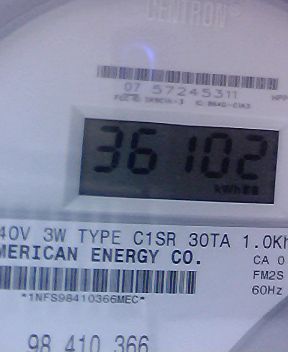 CENTRON®
07 57245311
36102
kWh
40V 3W TYPE C1SR 30TA 1.0Kh
MERICAN ENERGY CO.
CA 0
FM2S
60Hz
*1NFS98410366MEC*
98 410 366